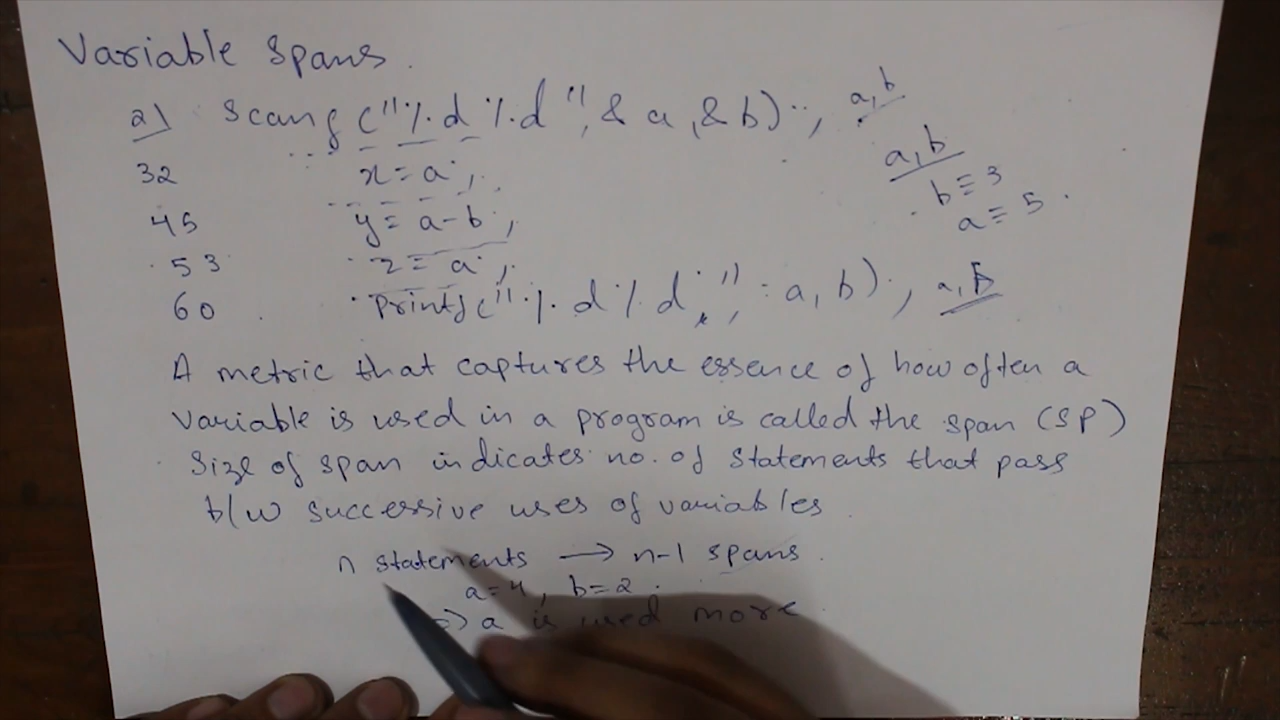 Variable Spans.
21 scanf ("%d %d", & a, & b); a,b
32 x = a;
45 y = a-b;
53 z = a;
60 printf ("%d %d", a, b); a,b
a,b
b = 3
a = 5
A metric that captures the essence of how often a
variable is used in a program is called the span (SP)
Size of span indicates no. of statements that pass
b/w successive uses of variables.
n statements → n-1 spans.
a=4, b=2.
=> a is used more